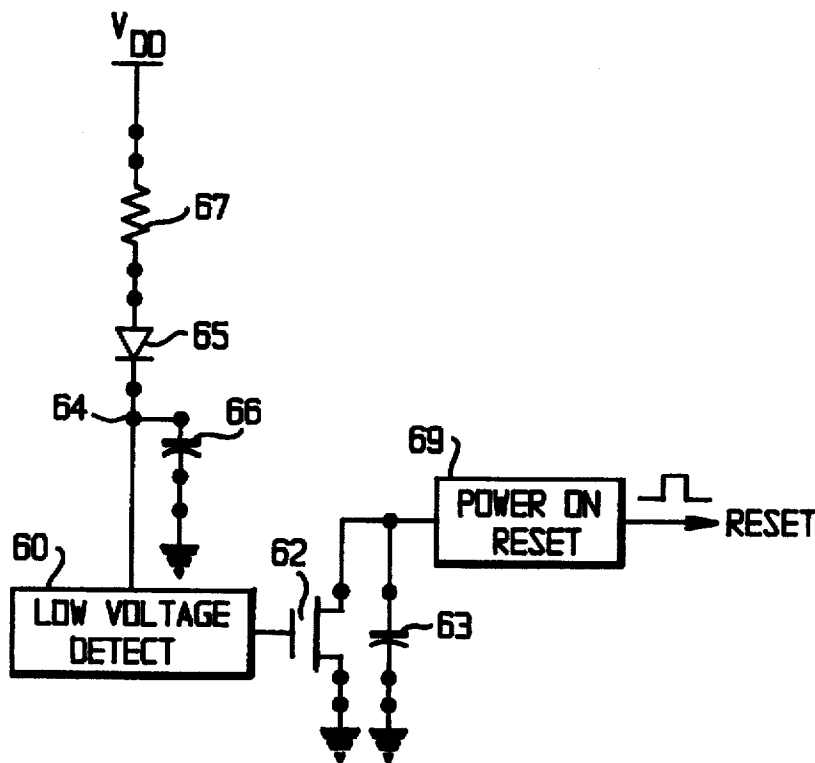 VDD
67
65
64
66
69
POWER ON
RESET
RESET
60
62
LOW VOLTAGE
DETECT
63